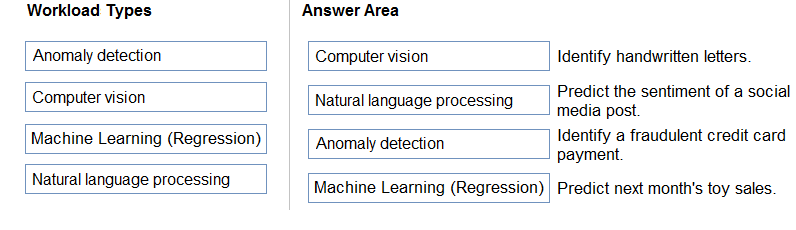 Workload Types
Anomaly detection
Computer vision
Machine Learning (Regression)
Natural language processing
Answer Area
Computer vision
Identify handwritten letters.
Natural language processing
Predict the sentiment of a social
media post.
Anomaly detection
Identify a fraudulent credit card
payment.
Machine Learning (Regression)
Predict next month's toy sales.